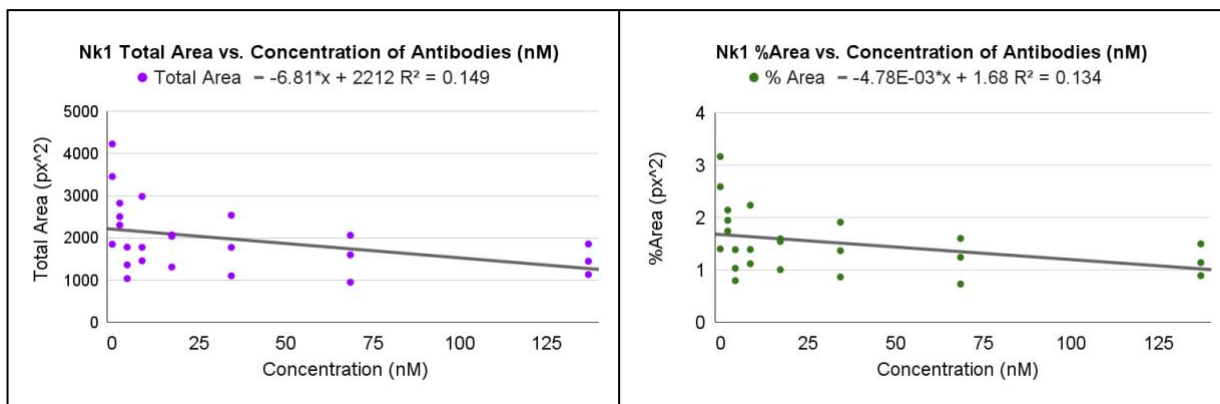 Nk1 Total Area vs. Concentration of Antibodies (nM)
Total Area = -6.81*x + 2212 R² = 0.149
5000
4000
3000
2000
1000
0
Total Area (px^2)
0 25 50 75 100 125
Concentration (nM)
Nk1 %Area vs. Concentration of Antibodies (nM)
% Area = -4.78E-03*x + 1.68 R² = 0.134
4
3
2
1
0
%Area (px^2)
0 25 50 75 100 125
Concentration (nM)